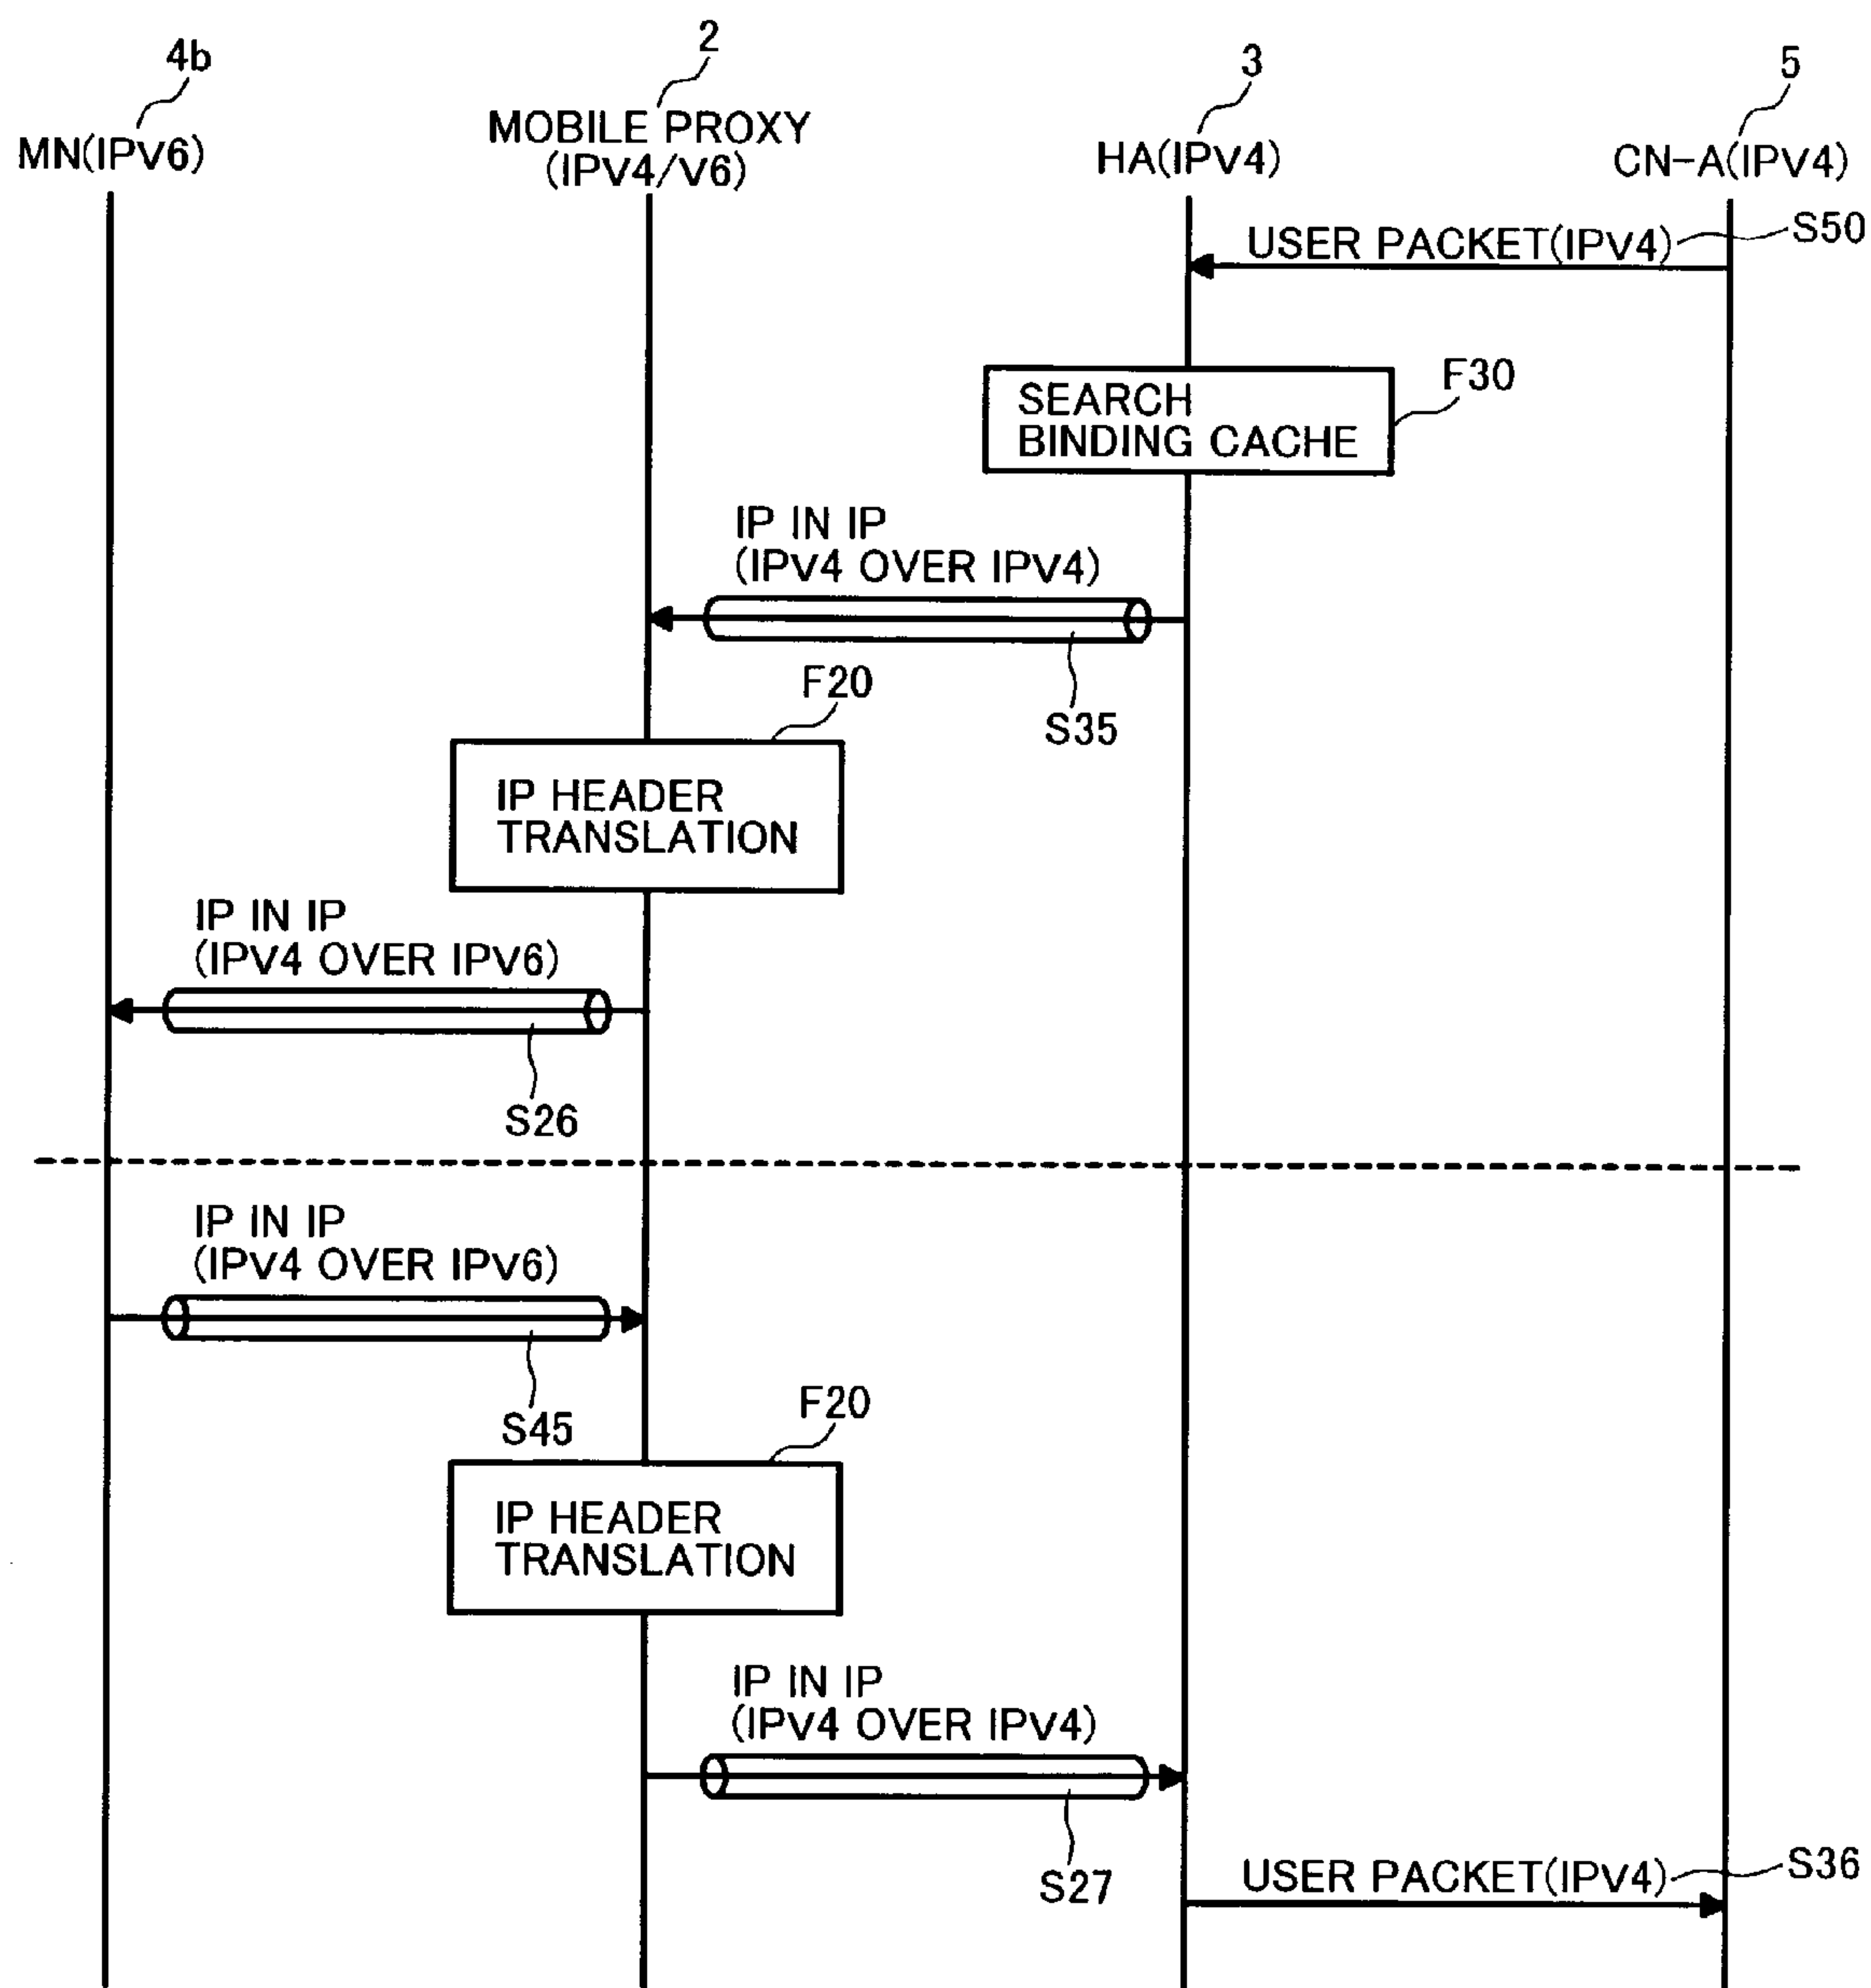 4b
2
3
5
MN(IPV6)
MOBILE PROXY
(IPV4/V6)
HA(IPV4)
CN-A(IPV4)
USER PACKET(IPV4)
S50
SEARCH
BINDING CACHE
F30
IP IN IP
(IPV4 OVER IPV4)
S35
F20
IP HEADER
TRANSLATION
IP IN IP
(IPV4 OVER IPV6)
S26
IP IN IP
(IPV4 OVER IPV6)
S45
F20
IP HEADER
TRANSLATION
IP IN IP
(IPV4 OVER IPV4)
S27
USER PACKET(IPV4)
S36